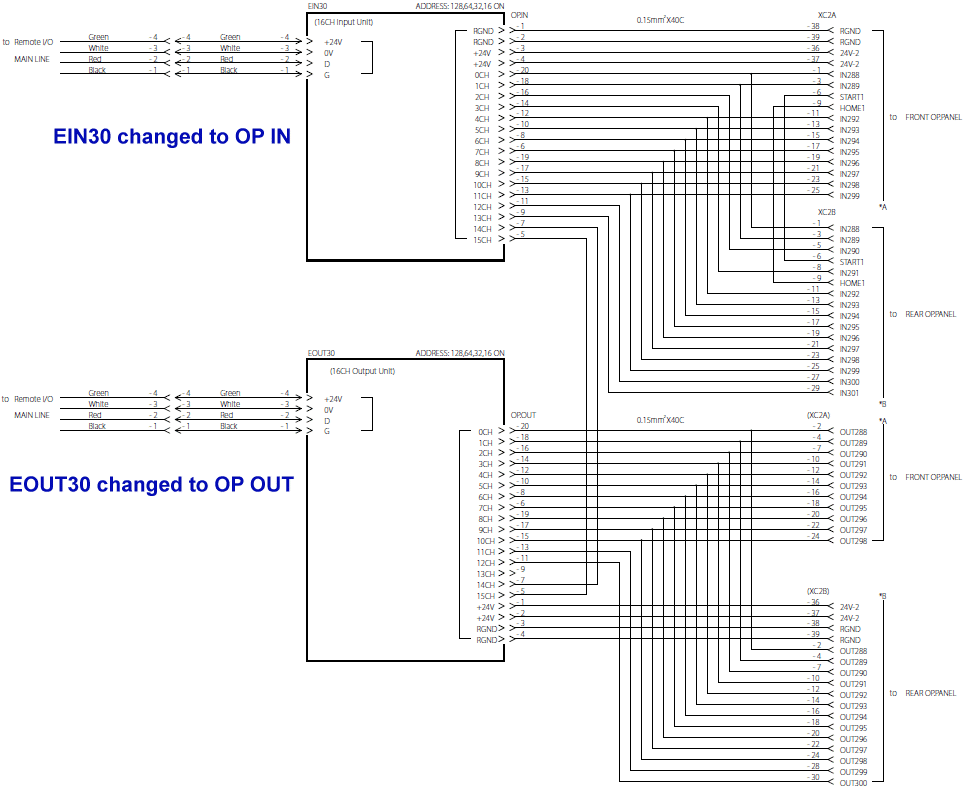 EIN30 ADDRESS: 128,64,32,16 ON
(16CH Input Unit)
OP.IN 0.15mm²X40C XC2A
to Remote I/O
MAIN LINE
Green -4 -4 Green -4 +24V
White -3 -3 White -3 0V
Red -2 -2 Red -2 D
Black -1 -1 Black -1 G
EIN30 changed to OP IN
RGND -1 -38 RGND
RGND -2 -39 RGND
+24V -3 -36 24V-2
+24V -4 -37 24V-2
0CH -20 -1 IN288
1CH -18 -3 IN289
2CH -16 -6 START1
3CH -14 -9 HOME1
4CH -12 -11 IN292
5CH -10 -13 IN293
6CH -8 -15 IN294
7CH -6 -17 IN295
8CH -19 -19 IN296
9CH -17 -21 IN297
10CH -15 -23 IN298
11CH -13 -25 IN299
12CH -11
13CH -9
14CH -7
15CH -5
to FRONT OP.PANEL
*A
XC2B
-1 IN288
-3 IN289
-5 IN290
-6 START1
-8 IN291
-9 HOME1
-11 IN292
-13 IN293
-15 IN294
-17 IN295
-19 IN296
-21 IN297
-23 IN298
-25 IN299
-27 IN300
-29 IN301
to REAR OP.PANEL
*B
EOUT30 ADDRESS: 128,64,32,16 ON
(16CH Output Unit)
OP.OUT 0.15mm²X40C (XC2A)
*A
to Remote I/O
MAIN LINE
Green -4 -4 Green -4 +24V
White -3 -3 White -3 0V
Red -2 -2 Red -2 D
Black -1 -1 Black -1 G
EOUT30 changed to OP OUT
0CH -20 -2 OUT288
1CH -18 -4 OUT289
2CH -16 -7 OUT290
3CH -14 -10 OUT291
4CH -12 -12 OUT292
5CH -10 -14 OUT293
6CH -8 -16 OUT294
7CH -6 -18 OUT295
8CH -19 -20 OUT296
9CH -17 -22 OUT297
10CH -15 -24 OUT298
11CH -13
12CH -11
13CH -9
14CH -7
15CH -5
to FRONT OP.PANEL
(XC2B)
*B
+24V -1 -36 24V-2
+24V -2 -37 24V-2
RGND -3 -38 RGND
RGND -4 -39 RGND
-2 OUT288
-4 OUT289
-7 OUT290
-10 OUT291
-12 OUT292
-14 OUT293
-16 OUT294
-18 OUT295
-20 OUT296
-22 OUT297
-24 OUT298
-28 OUT299
-30 OUT300
to REAR OP.PANEL